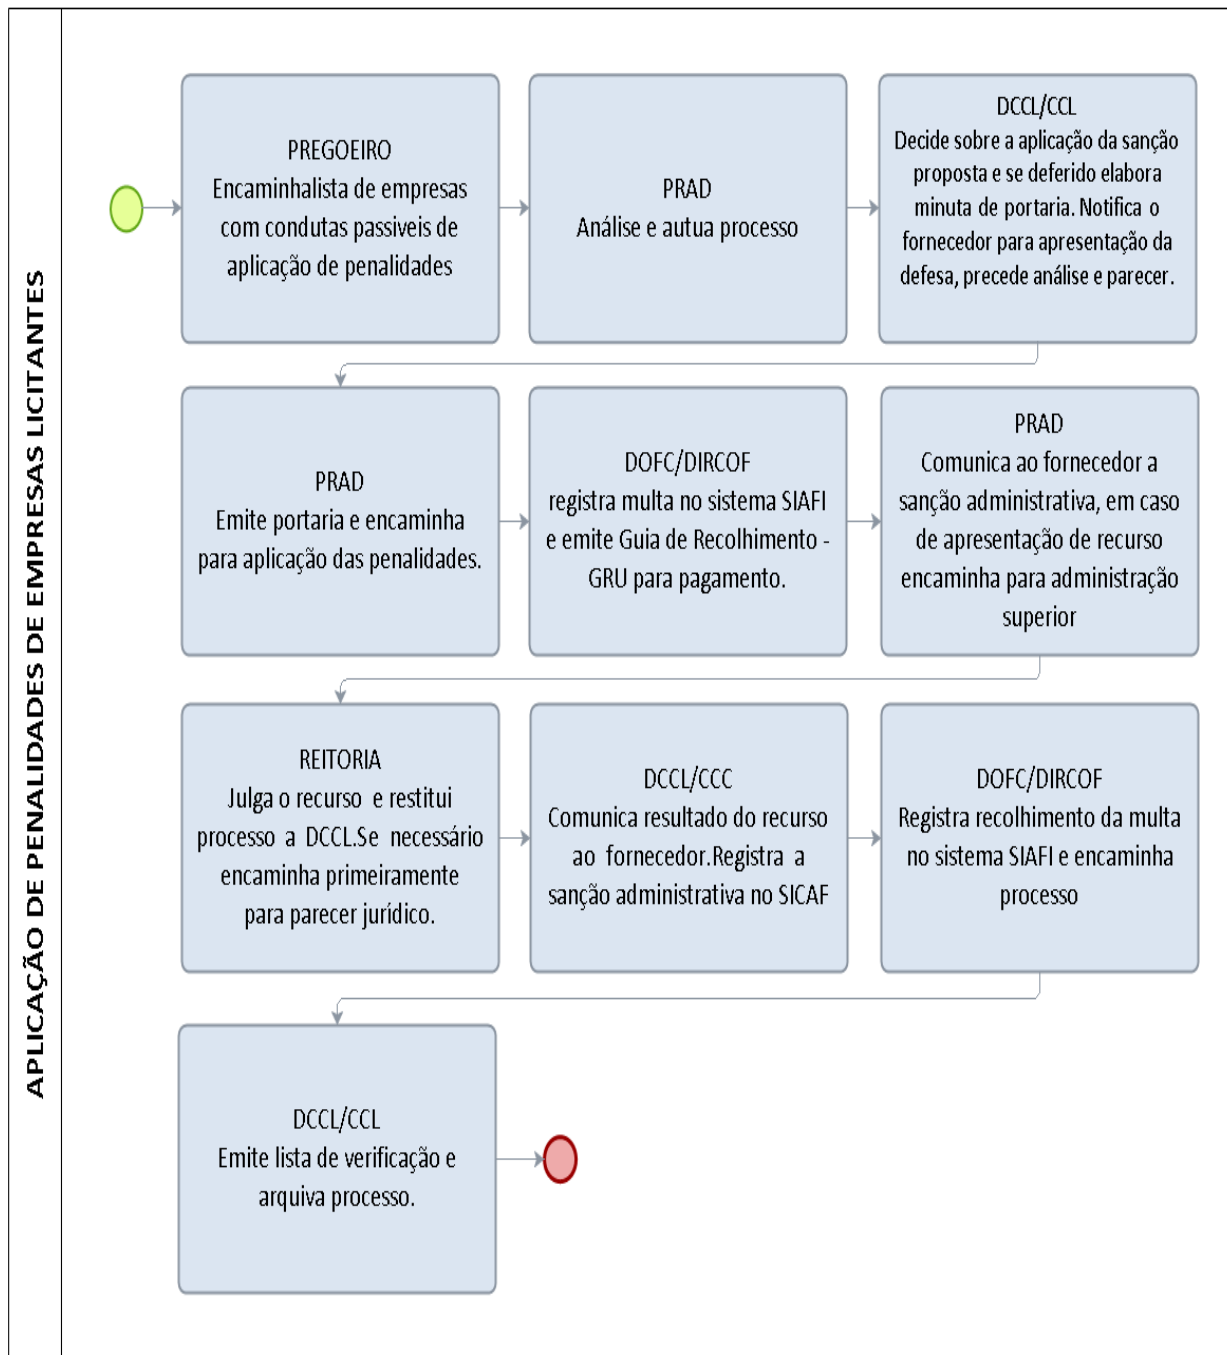 APLICAÇÃO DE PENALIDADES DE EMPRESAS LICITANTES
PREGOEIRO
Encaminhalista de empresas
com condutas passiveis de
aplicação de penalidades
PRAD
Análise e autua processo
DCCL/CCL
Decide sobre a aplicação da sanção
proposta e se deferido elabora
minuta de portaria. Notifica o
fornecedor para apresentação da
defesa, precede análise e parecer.
PRAD
Emite portaria e encaminha
para aplicação das penalidades.
DOFC/DIRCOF
registra multa no sistema SIAFI
e emite Guia de Recolhimento -
GRU para pagamento.
PRAD
Comunica ao fornecedor a
sanção administrativa, em caso
de apresentação de recurso
encaminha para administração
superior
REITORIA
Julga o recurso e restitui
processo a DCCL.Se necessário
encaminha primeiramente
para parecer jurídico.
DCCL/CCC
Comunica resultado do recurso
ao fornecedor.Registra a
sanção administrativa no SICAF
DOFC/DIRCOF
Registra recolhimento da multa
no sistema SIAFI e encaminha
processo
DCCL/CCL
Emite lista de verificação e
arquiva processo.